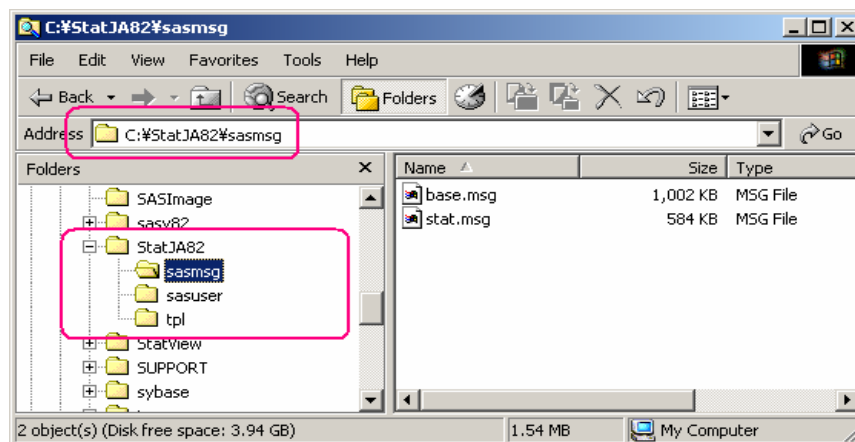 C:¥StatJA82¥sasmsg
File Edit View Favorites Tools Help
Back Search Folders
Address C:¥StatJA82¥sasmsg Go
Folders
Name Size Type
SASImage
sasv82
StatJA82
sasmsg
sasuser
tpl
StatView
SUPPORT
sybase
base.msg 1,002 KB MSG File
stat.msg 584 KB MSG File
2 object(s) (Disk free space: 3.94 GB) 1.54 MB My Computer